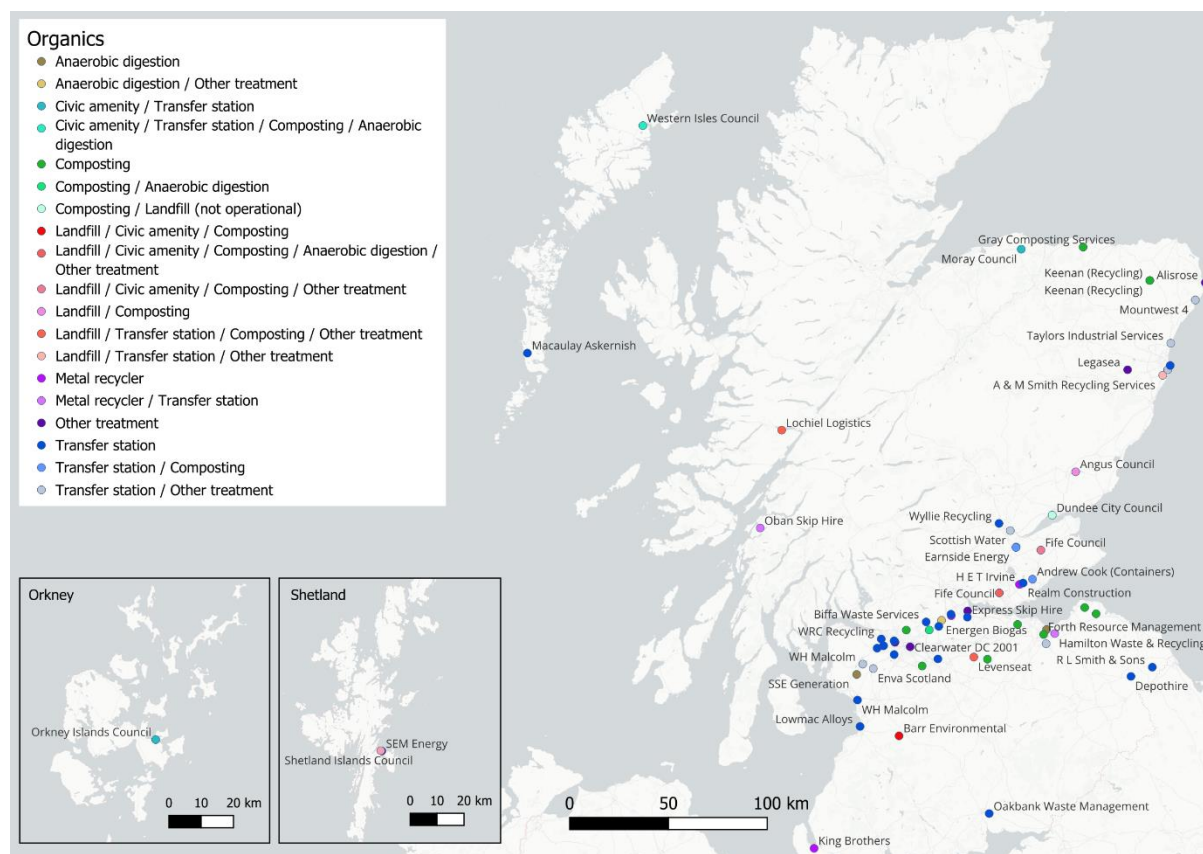 Organics
Anaerobic digestion
Anaerobic digestion / Other treatment
Civic amenity / Transfer station
Civic amenity / Transfer station / Composting / Anaerobic
digestion
Composting
Composting / Anaerobic digestion
Composting / Landfill (not operational)
Landfill / Civic amenity / Composting
Landfill / Civic amenity / Composting / Anaerobic digestion /
Other treatment
Landfill / Civic amenity / Composting / Other treatment
Landfill / Composting
Landfill / Transfer station / Composting / Other treatment
Landfill / Transfer station / Other treatment
Metal recycler
Metal recycler / Transfer station
Other treatment
Transfer station
Transfer station / Composting
Transfer station / Other treatment
Western Isles Council
Gray Composting Services
Moray Council
Keenan (Recycling)
Alisrose
Keenan (Recycling)
Mountwest 4
Taylors Industrial Services
Macaulay Askernish
Legasea
A & M Smith Recycling Services
Lochiel Logistics
Angus Council
Dundee City Council
Wyllie Recycling
Oban Skip Hire
Scottish Water
Fife Council
Earnside Energy
H E T Irvine
Andrew Cook (Containers)
Fife Council
Realm Construction
Biffa Waste Services
Express Skip Hire
WRC Recycling
Energen Biogas
Forth Resource Management
Clearwater DC 2001
Hamilton Waste & Recycling
WH Malcolm
Levenseat
R L Smith & Sons
SSE Generation
Enva Scotland
Depothire
WH Malcolm
Lowmac Alloys
Barr Environmental
Oakbank Waste Management
King Brothers
0 50 100 km
Orkney
Orkney Islands Council
0 10 20 km
Shetland
SEM Energy
Shetland Islands Council
0 10 20 km